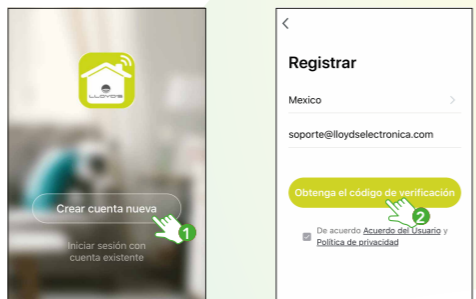 LLOYD'S
Crear cuenta nueva
1
Iniciar sesión con
cuenta existente
Registrar
Mexico
soporte@lloydselectronica.com
Obtenga el código de verificación
2
De acuerdo Acuerdo del Usuario y
Política de privacidad